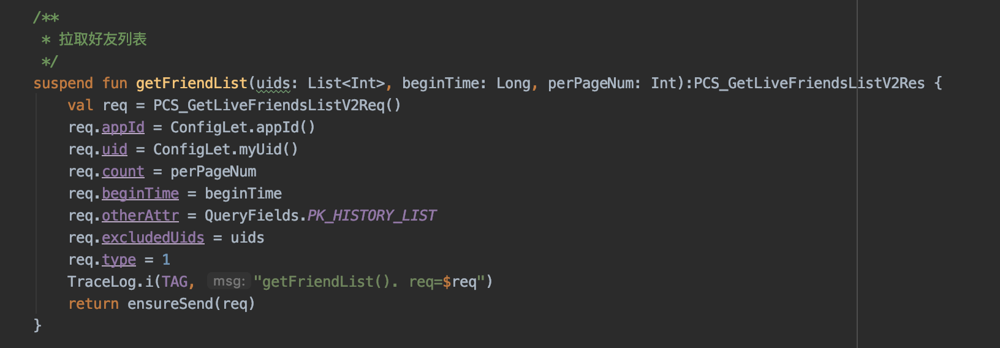 /**
* 拉取好友列表
*/
suspend fun getFriendList(uids: List<Int>, beginTime: Long, perPageNum: Int):PCS_GetLiveFriendsListV2Res {
val req = PCS_GetLiveFriendsListV2Req()
req.appId = ConfigLet.appId()
req.uid = ConfigLet.myUid()
req.count = perPageNum
req.beginTime = beginTime
req.otherAttr = QueryFields.PK_HISTORY_LIST
req.excludedUids = uids
req.type = 1
TraceLog.i(TAG, msg: "getFriendList(). req=$req")
return ensureSend(req)
}